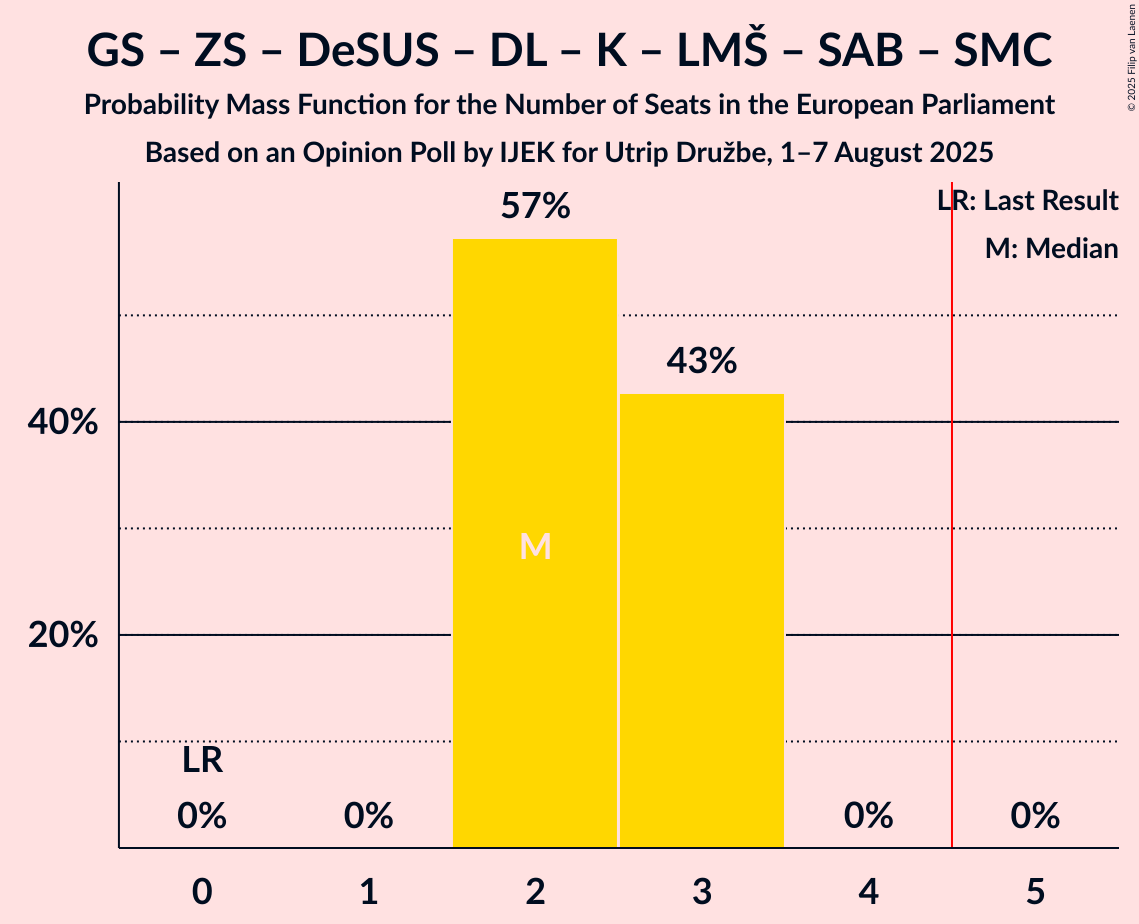 GS – ZS – DeSUS – DL – K – LMŠ – SAB – SMC
Probability Mass Function for the Number of Seats in the European Parliament
Based on an Opinion Poll by IJEK for Utrip Družbe, 1–7 August 2025
© 2025 Filip van Laenen
LR: Last Result
M: Median
57%
43%
40%
20%
M
LR
0%
0%
0%
0%
0
1
2
3
4
5